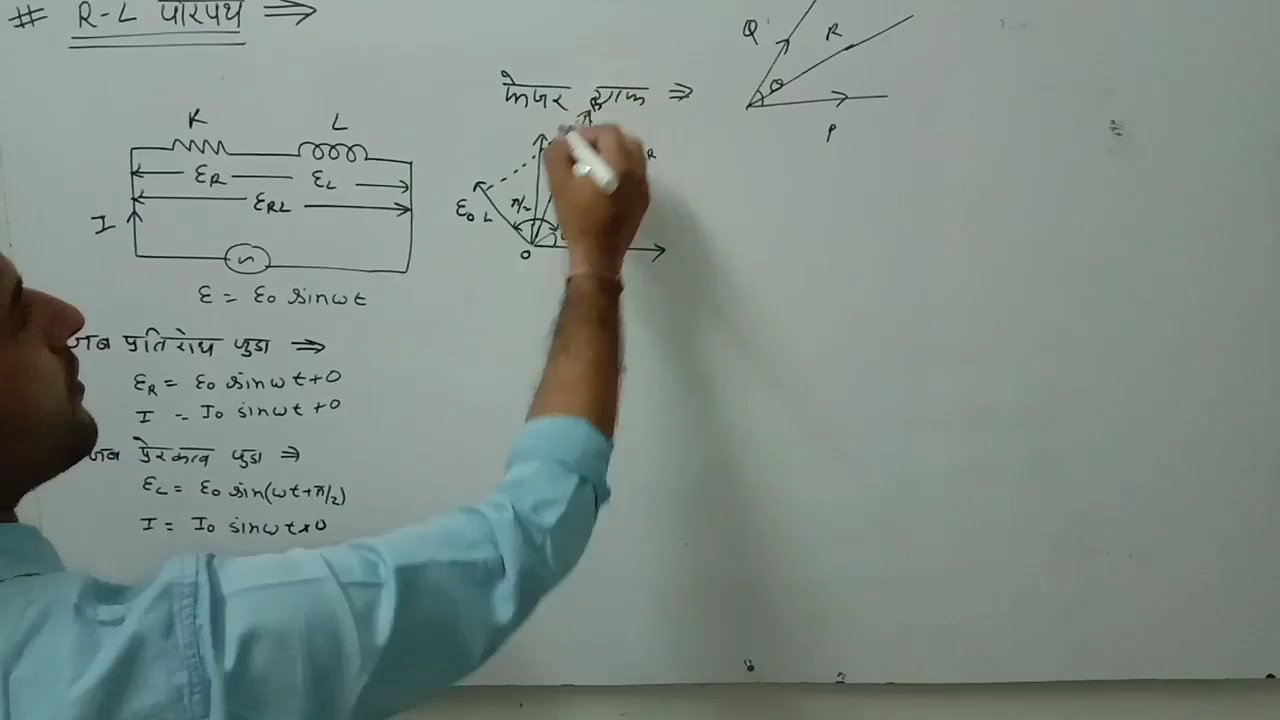 # R-L परिपथ ⇒
R L
εR εL
εRL
I
ε = ε₀ sinωt
जब प्रतिरोध जुडा ⇒
εR = ε₀ sinωt+0
I = I₀ sinωt+0
जब प्रेरकत्व जुडा ⇒
εL = ε₀ sin(ωt+π/2)
I = I₀ sinωt+0
फेजर डाग्राम ⇒
ε₀L π/2
R
O
Q R
θ
P